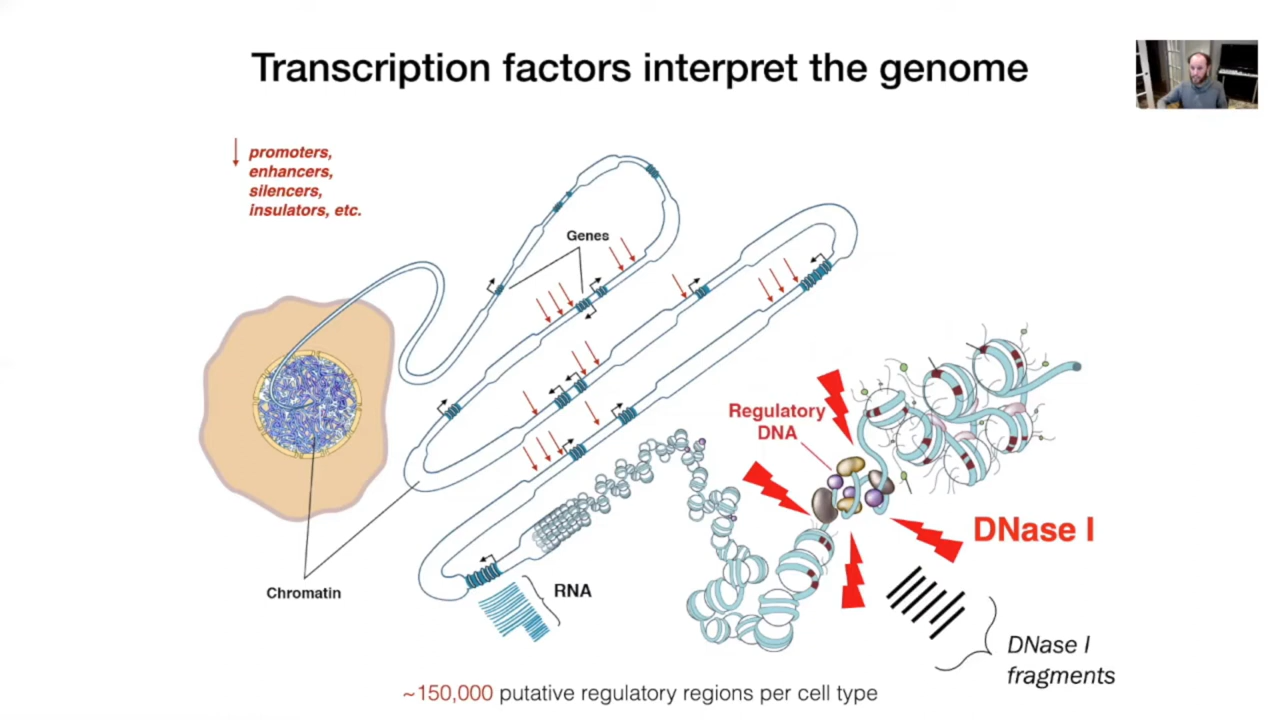 Transcription factors interpret the genome
promoters,
enhancers,
silencers,
insulators, etc.
Genes
Regulatory
DNA
DNase I
Chromatin
RNA
DNase I
fragments
~150,000 putative regulatory regions per cell type